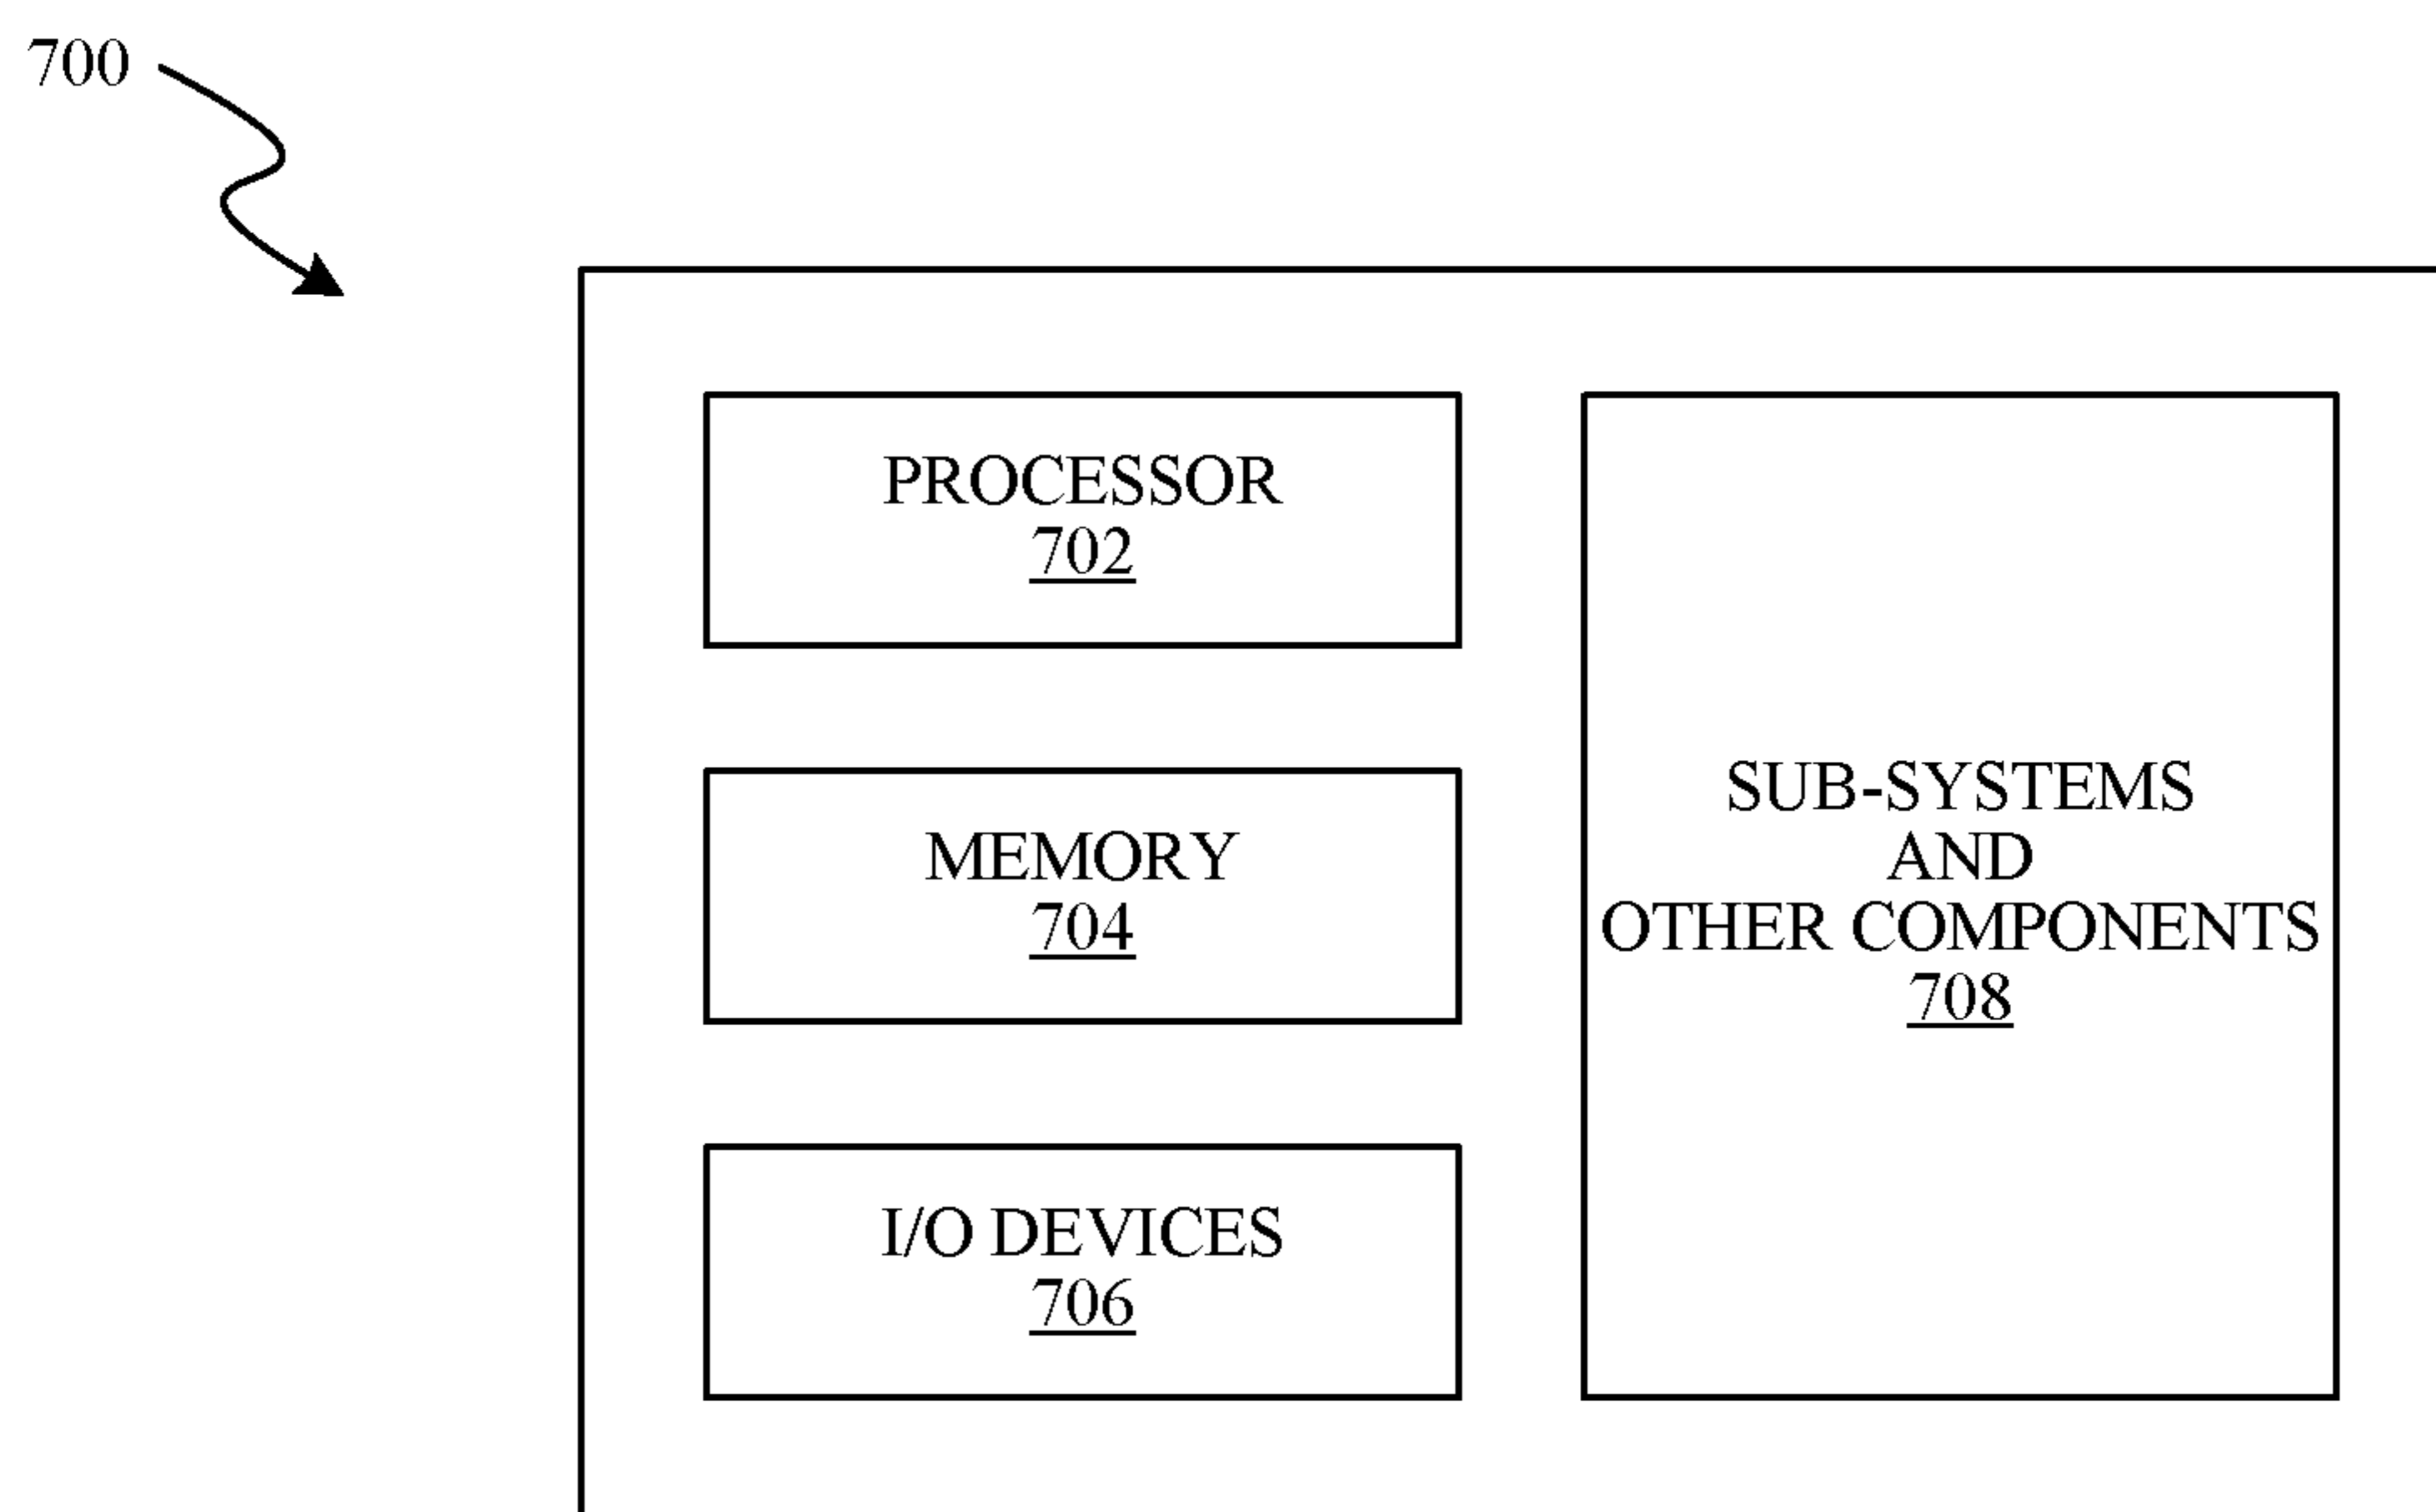 700
PROCESSOR
702
MEMORY
704
I/O DEVICES
706
SUB-SYSTEMS
AND
OTHER COMPONENTS
708